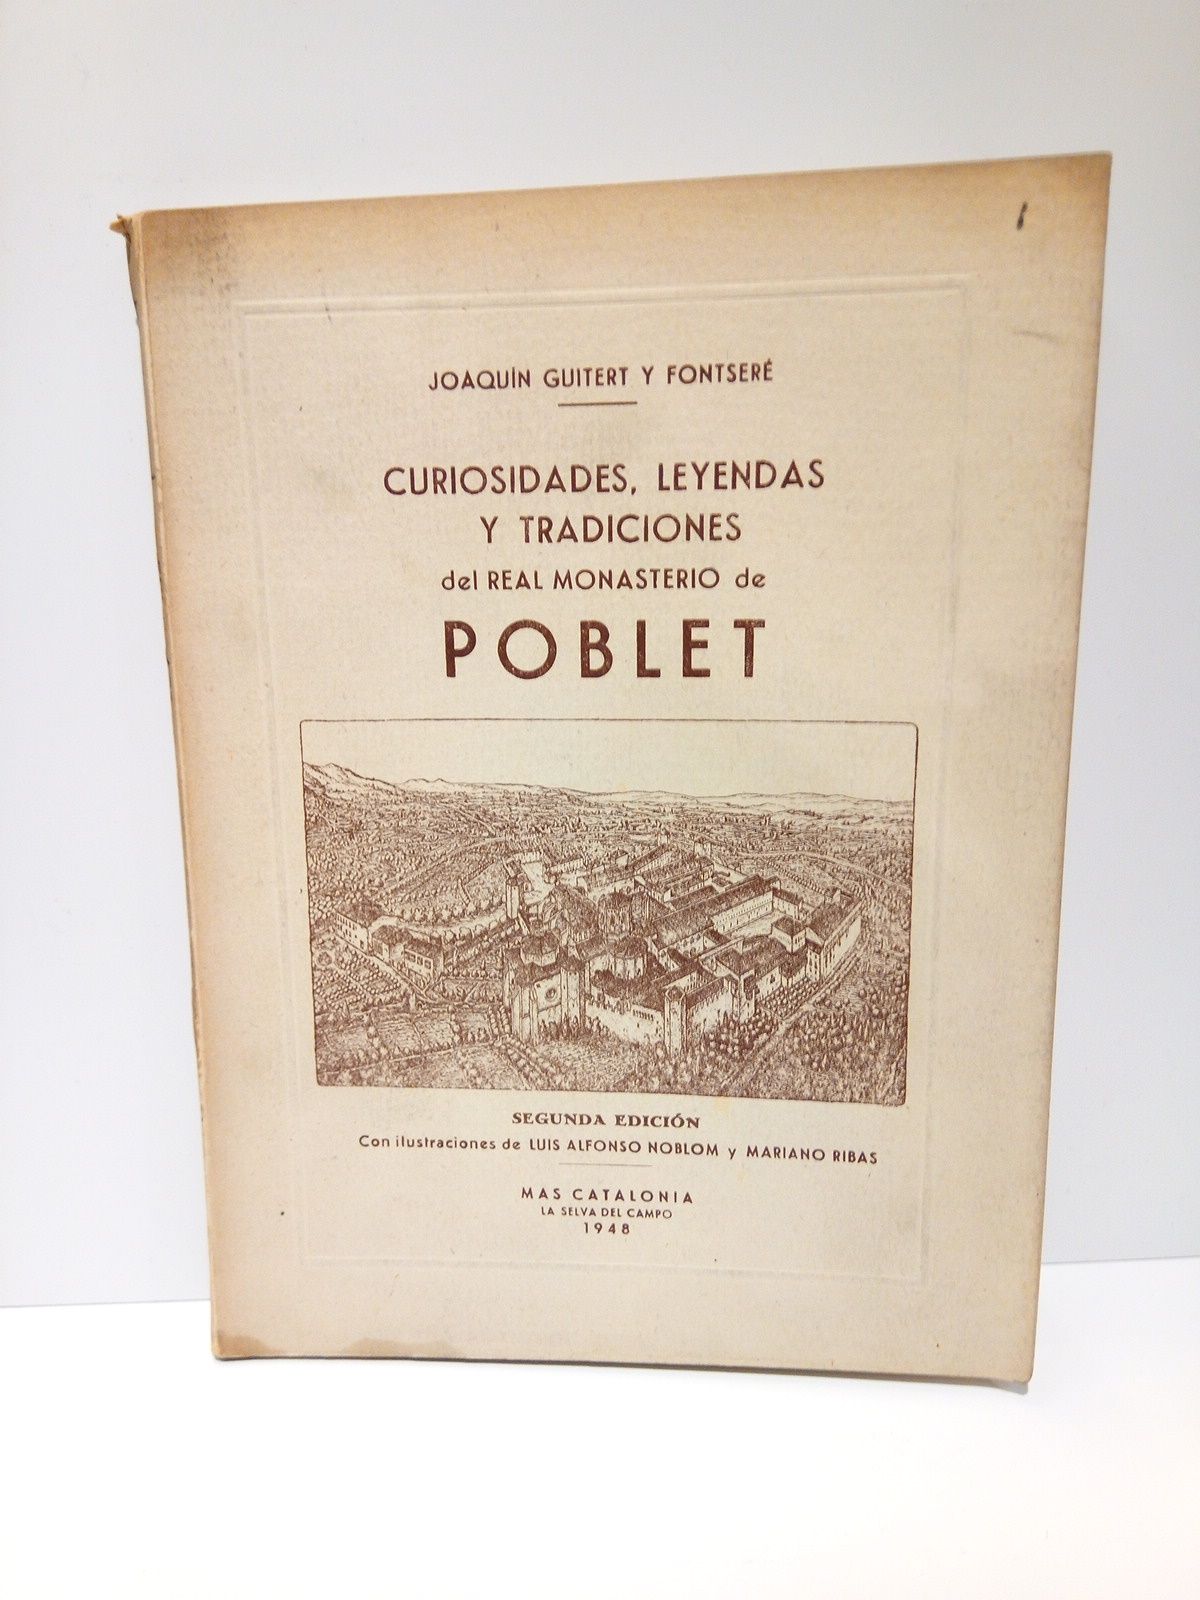 JOAQUÍN GUITERT Y FONTSERÉ
CURIOSIDADES, LEYENDAS
Y TRADICIONES
del REAL MONASTERIO de
POBLET
SEGUNDA EDICIÓN
Con ilustraciones de LUIS ALFONSO NOBLOM y MARIANO RIBAS
MAS CATALONIA
LA SELVA DEL CAMPO
1948